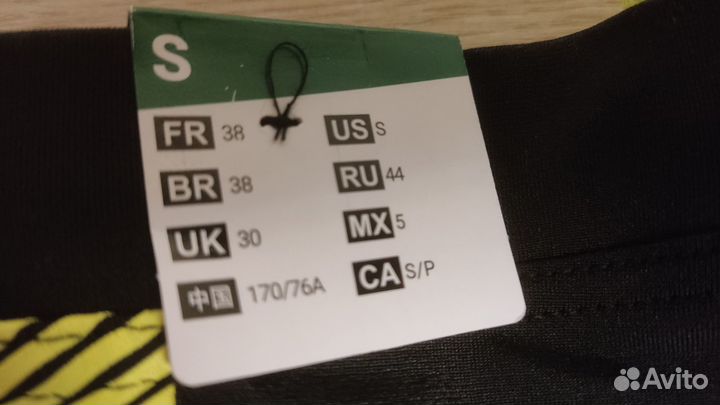 S
FR 38 US S
BR 38 RU 44
UK 30 MX 5
中国 170/76A CA S/P
Avito